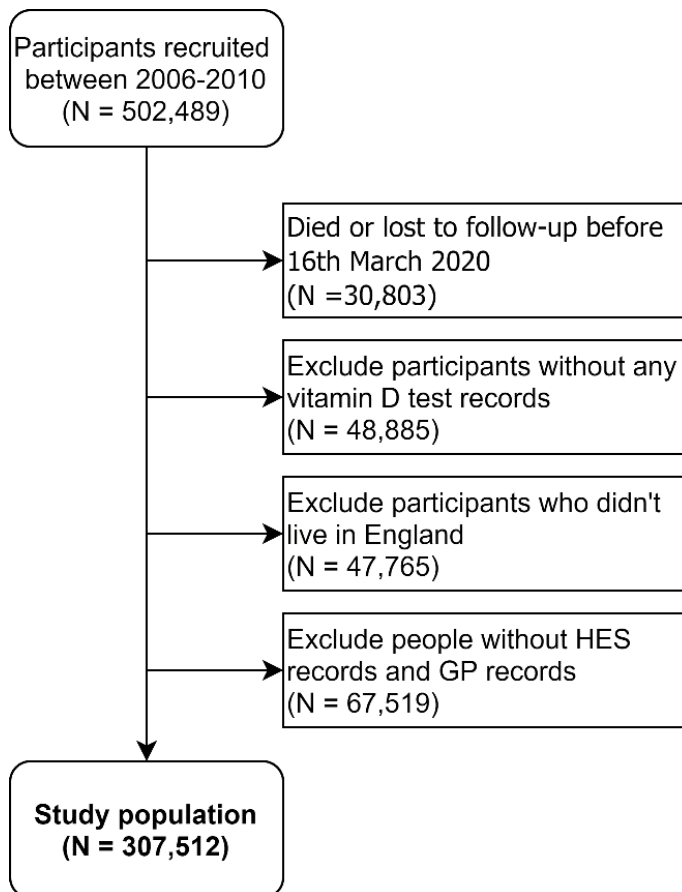 Participants recruited
between 2006-2010
(N = 502,489)
Died or lost to follow-up before
16th March 2020
(N =30,803)
Exclude participants without any
vitamin D test records
(N = 48,885)
Exclude participants who didn't
live in England
(N = 47,765)
Exclude people without HES
records and GP records
(N = 67,519)
Study population
(N = 307,512)